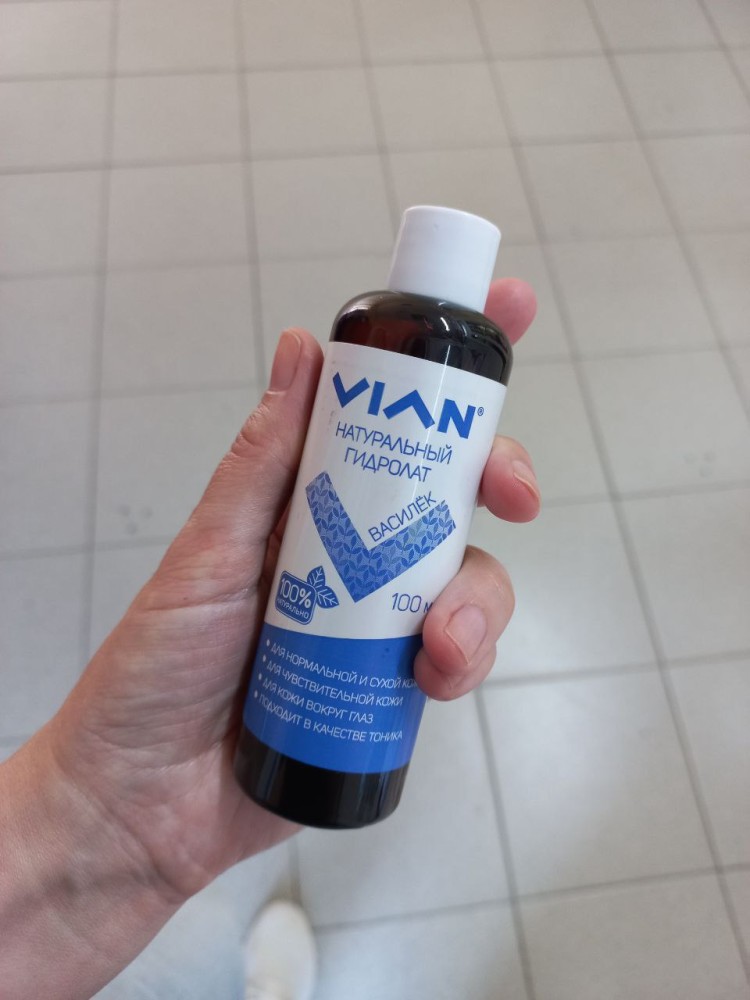 VIAN®
НАТУРАЛЬНЫЙ
ГИДРОЛАТ
ВАСИЛЁК
100%
НАТУРАЛЬНО
100
• ДЛЯ НОРМАЛЬНОЙ И СУХОЙ
• ДЛЯ ЧУВСТВИТЕЛЬНОЙ КОЖИ
• ДЛЯ КОЖИ ВОКРУГ ГЛАЗ
• ПОДХОДИТ В КАЧЕСТВЕ ТОНИКА